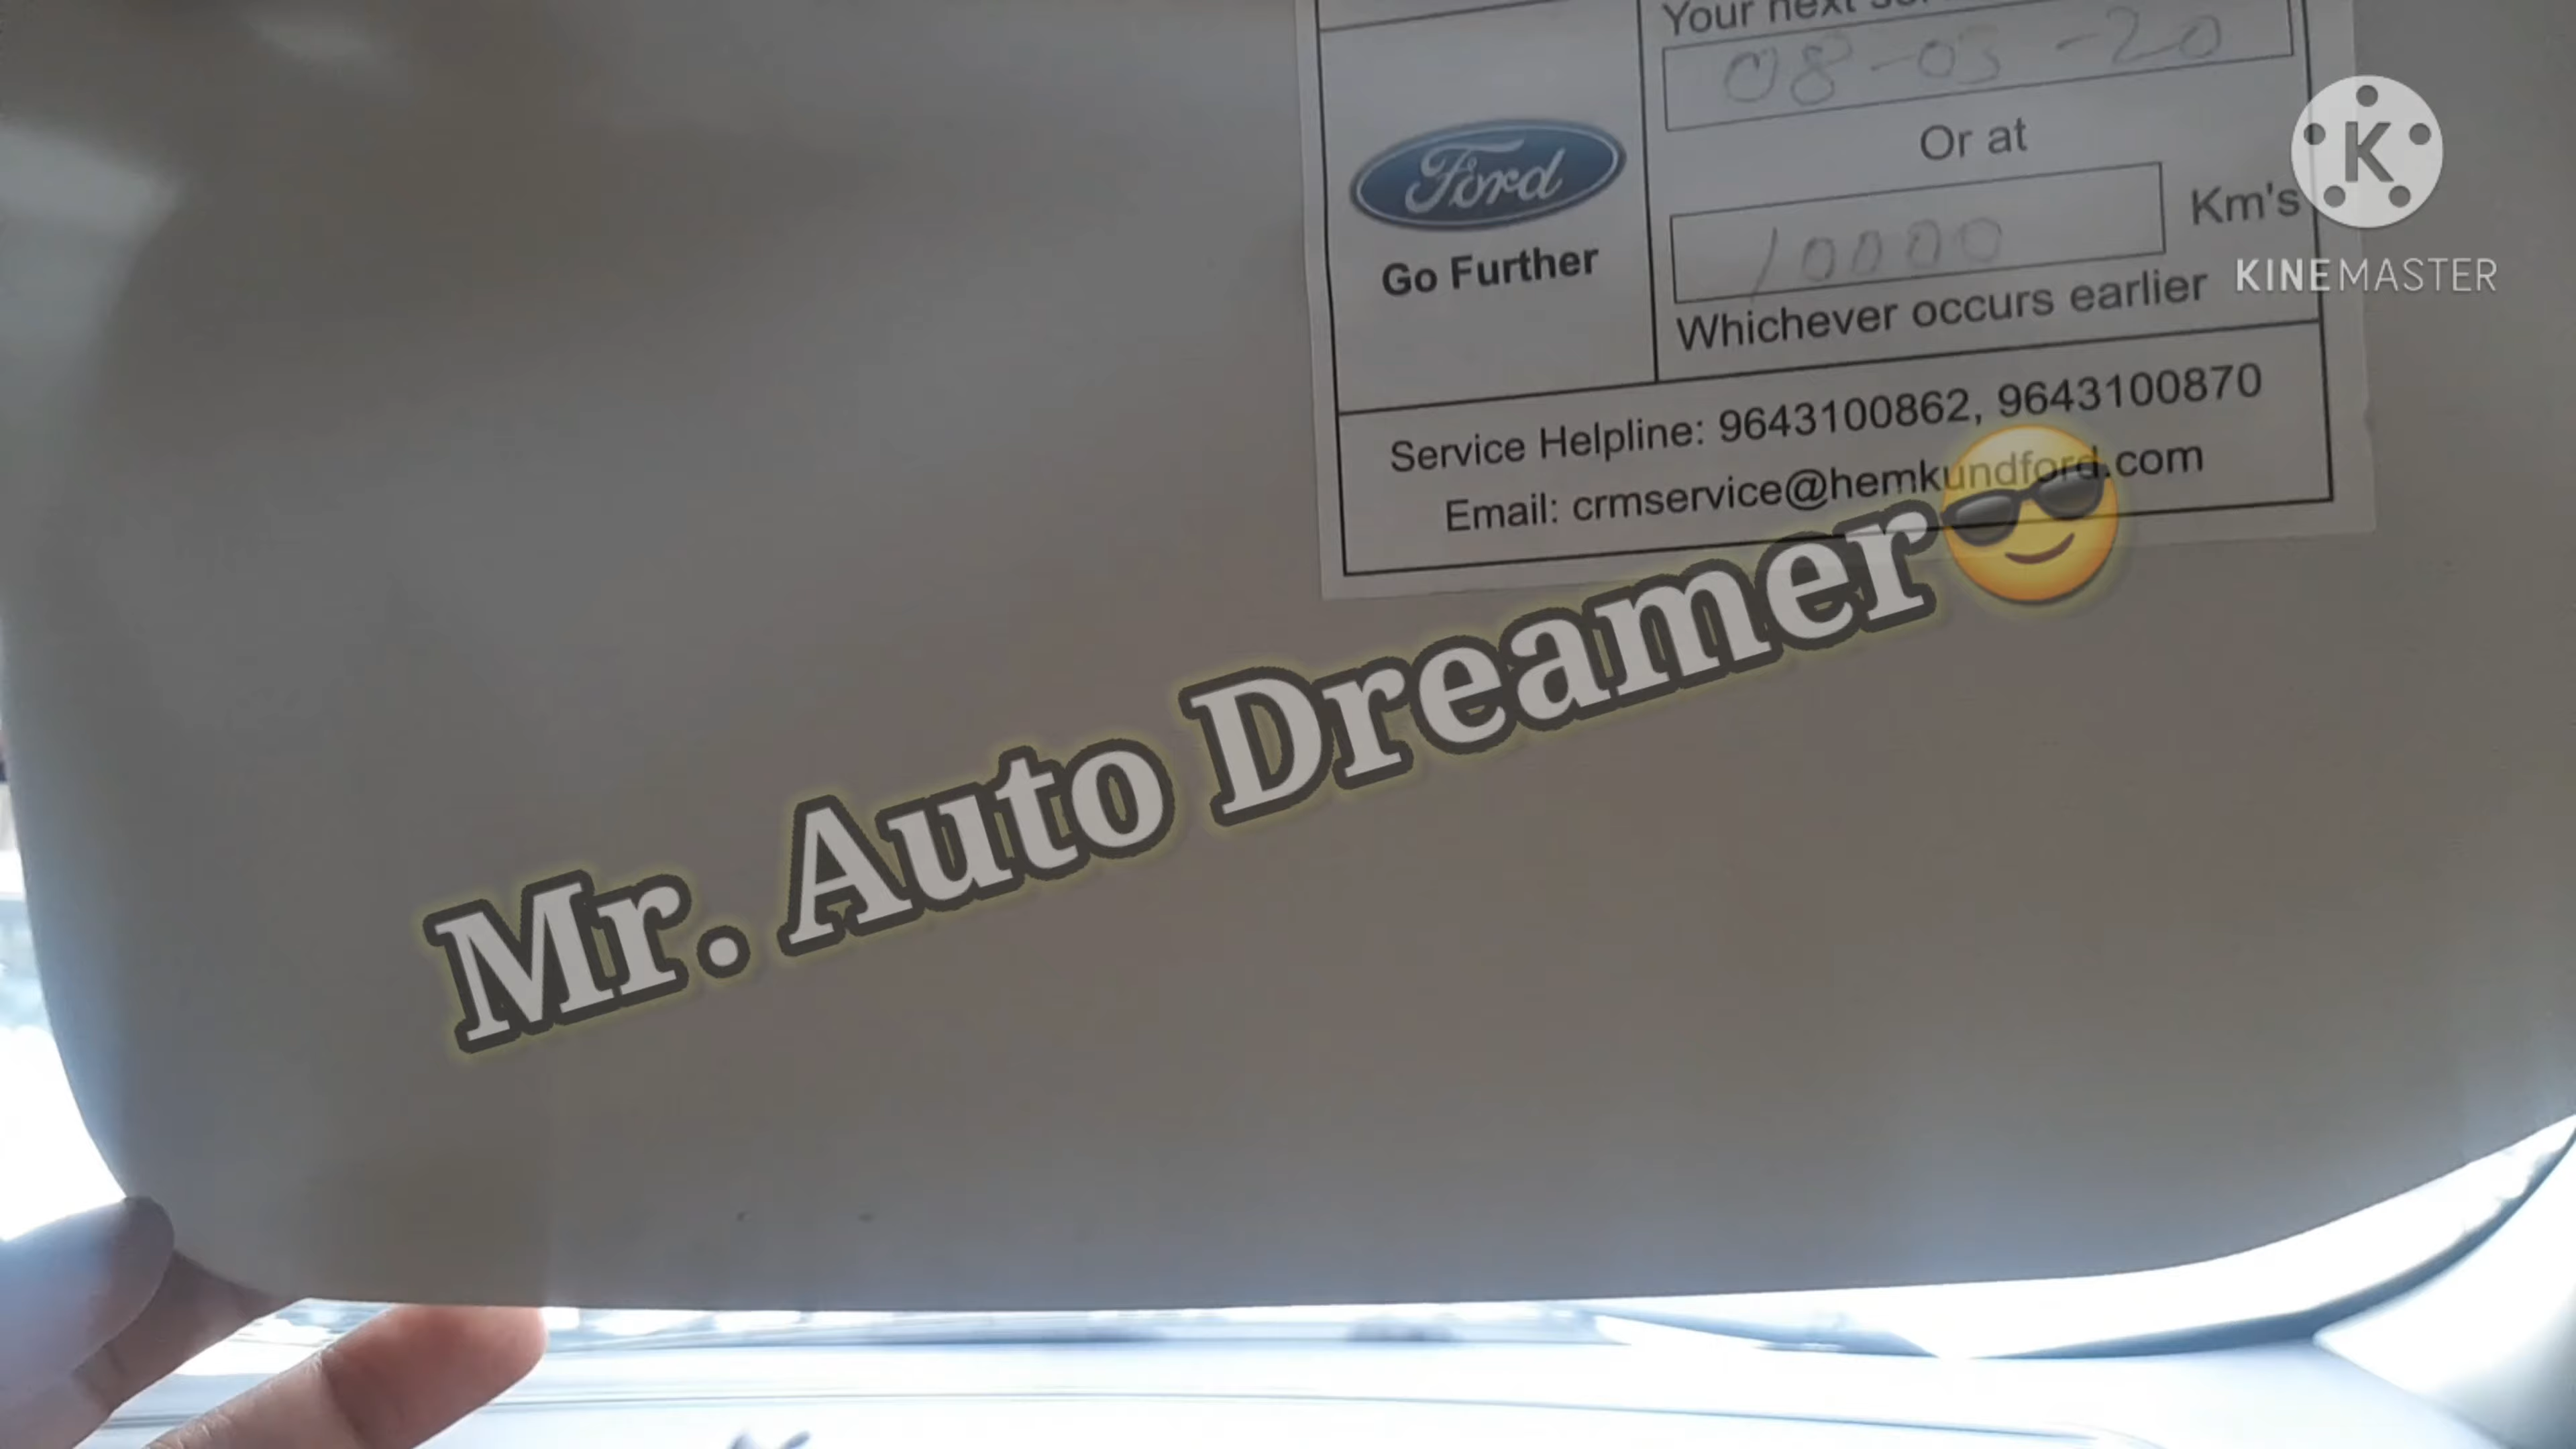 Your next
08-03-20
Or at
10000 Km's
Whichever occurs earlier
Ford
Go Further
Service Helpline: 9643100862, 9643100870
Email: crmservice@hemkundford.com
Mr. Auto Dreamer😎
K
KINEMASTER